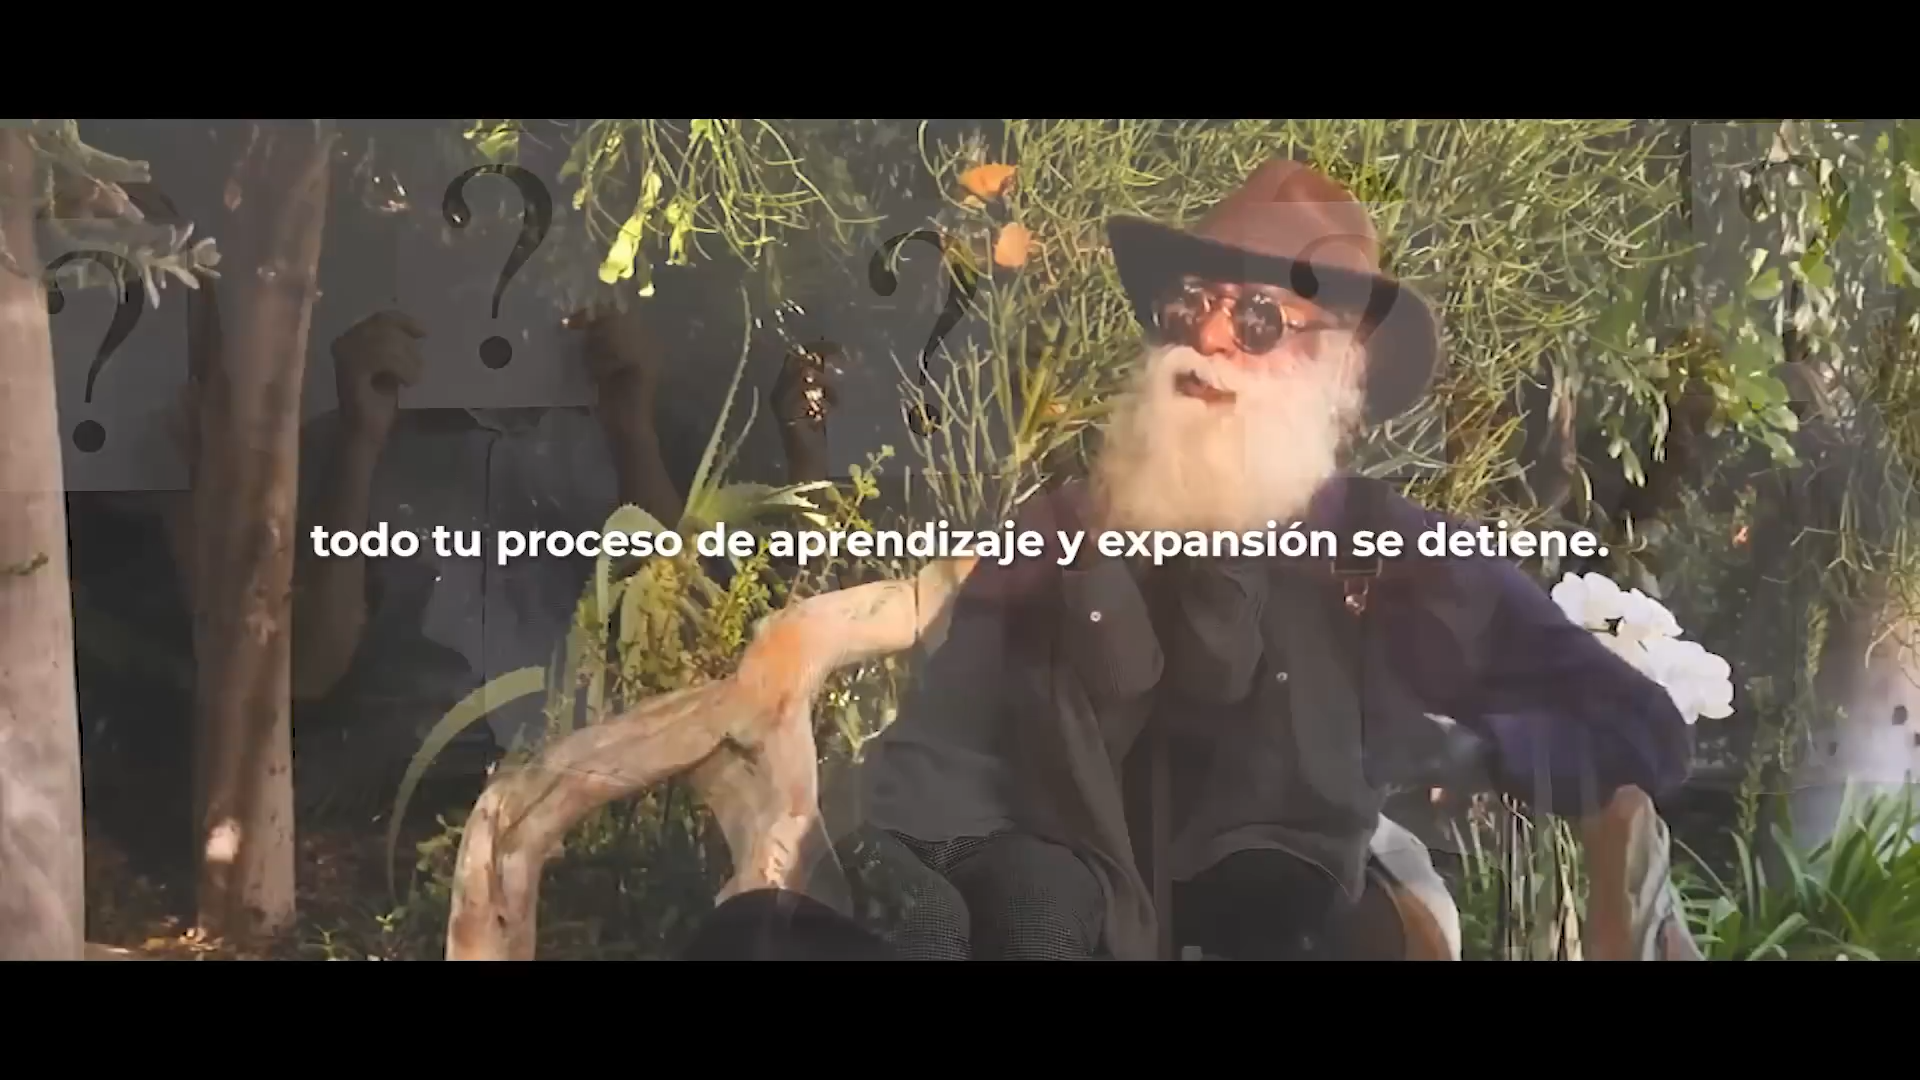 ?
?
?
?
todo tu proceso de aprendizaje y expansión se detiene.